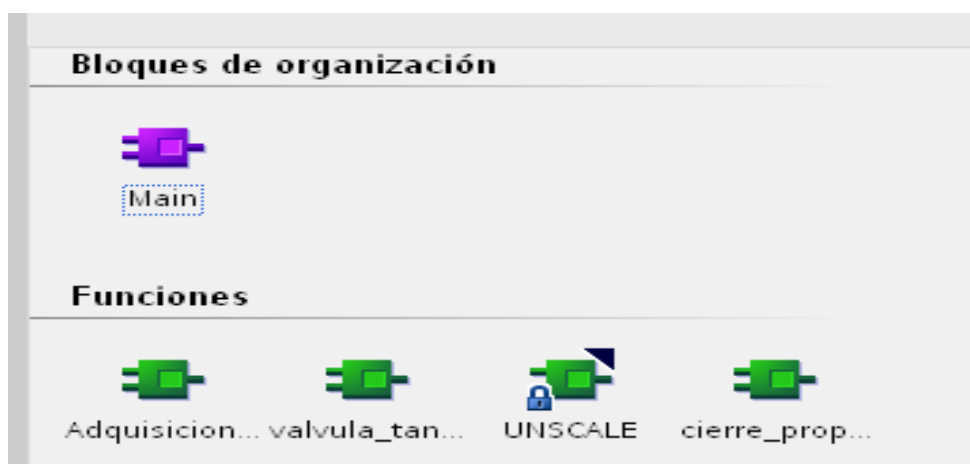 Bloques de organización
Main
Funciones
Adquisicion... valvula_tan... UNSCALE cierre_prop...